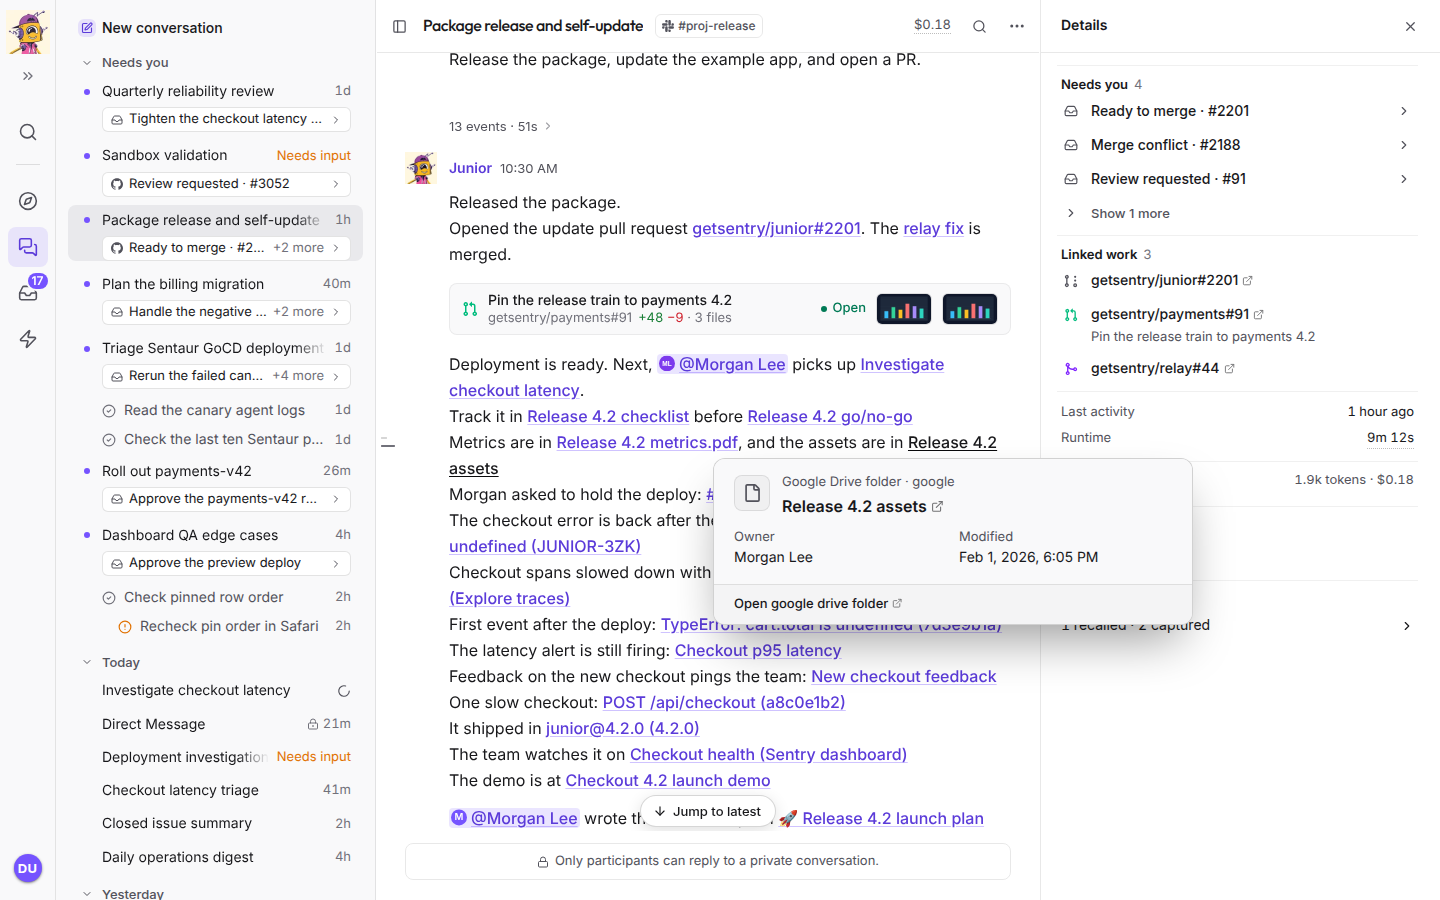 New conversation
Needs you
Quarterly reliability review 1d
Tighten the checkout latency ...
Sandbox validation Needs input
Review requested · #3052
Package release and self-update 1h
Ready to merge · #2... +2 more
17
Plan the billing migration 40m
Handle the negative ... +2 more
Triage Sentaur GoCD deployment 1d
Rerun the failed can... +4 more
Read the canary agent logs 1d
Check the last ten Sentaur p... 1d
Roll out payments-v42 26m
Approve the payments-v42 r...
Dashboard QA edge cases 4h
Approve the preview deploy
Check pinned row order 2h
Recheck pin order in Safari 2h
Today
Investigate checkout latency
Direct Message 21m
Deployment investigation Needs input
Checkout latency triage 41m
Closed issue summary 2h
Daily operations digest 4h
Yesterday
DU
Package release and self-update #proj-release $0.18
Release the package, update the example app, and open a PR.
13 events · 51s
Junior 10:30 AM
Released the package.
Opened the update pull request getsentry/junior#2201. The relay fix is
merged.
Pin the release train to payments 4.2
getsentry/payments#91 +48 −9 · 3 files
Open
Deployment is ready. Next, ML @Morgan Lee picks up Investigate
checkout latency.
Track it in Release 4.2 checklist before Release 4.2 go/no-go
Metrics are in Release 4.2 metrics.pdf, and the assets are in Release 4.2
assets
Morgan asked to hold the deploy: #
The checkout error is back after the
undefined (JUNIOR-3ZK)
Checkout spans slowed down with
(Explore traces)
First event after the deploy: TypeError: cart.total is undefined (7d3e9b1a)
The latency alert is still firing: Checkout p95 latency
Feedback on the new checkout pings the team: New checkout feedback
One slow checkout: POST /api/checkout (a8c0e1b2)
It shipped in junior@4.2.0 (4.2.0)
The team watches it on Checkout health (Sentry dashboard)
The demo is at Checkout 4.2 launch demo
M @Morgan Lee wrote th
🚀 Release 4.2 launch plan
Jump to latest
Only participants can reply to a private conversation.
Google Drive folder · google
Release 4.2 assets
Owner Modified
Morgan Lee Feb 1, 2026, 6:05 PM
Open google drive folder
Details
Needs you 4
Ready to merge · #2201
Merge conflict · #2188
Review requested · #91
Show 1 more
Linked work 3
getsentry/junior#2201
getsentry/payments#91
Pin the release train to payments 4.2
getsentry/relay#44
Last activity 1 hour ago
Runtime 9m 12s
1.9k tokens · $0.18
1 recalled · 2 captured